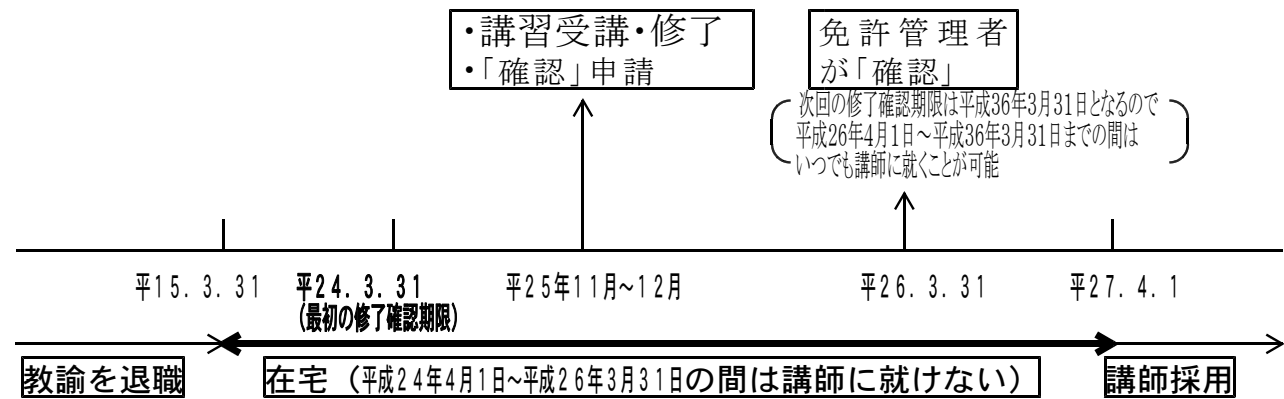 ・講習受講・修了
・「確認」申請
免許管理者
が「確認」
次回の修了確認期限は平成36年3月31日となるので
平成26年4月1日～平成36年3月31日までの間は
いつでも講師に就くことが可能
平15.3.31
平24.3.31
（最初の修了確認期限）
平25年11月~12月
平26.3.31
平27.4.1
教諭を退職
在宅（平成24年4月1日~平成26年3月31日の間は講師に就けない）
講師採用